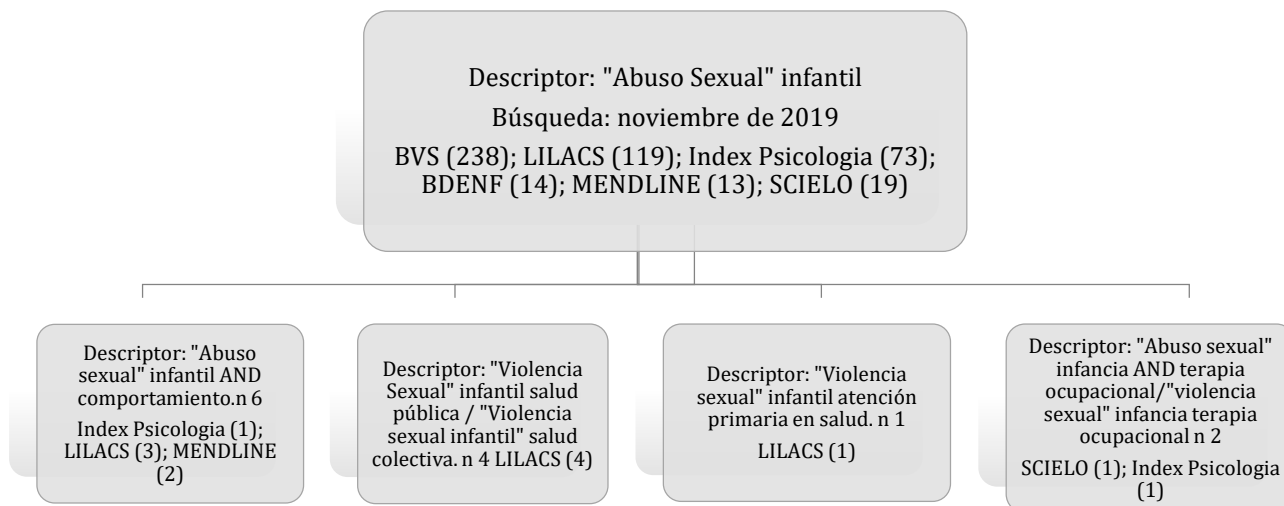 Descriptor: "Abuso Sexual" infantil
Búsqueda: noviembre de 2019
BVS (238); LILACS (119); Index Psicologia (73);
BDENF (14); MENDLINE (13); SCIELO (19)
Descriptor: "Abuso
sexual" infantil AND
comportamiento.n 6
Index Psicologia (1);
LILACS (3); MENDLINE
(2)
Descriptor: "Violencia
Sexual" infantil salud
pública / "Violencia
sexual infantil" salud
colectiva. n 4 LILACS (4)
Descriptor: "Violencia
sexual" infantil atención
primaria en salud. n 1
LILACS (1)
Descriptor: "Abuso sexual"
infancia AND terapia
ocupacional/"violencia
sexual" infancia terapia
ocupacional n 2
SCIELO (1); Index Psicologia
(1)